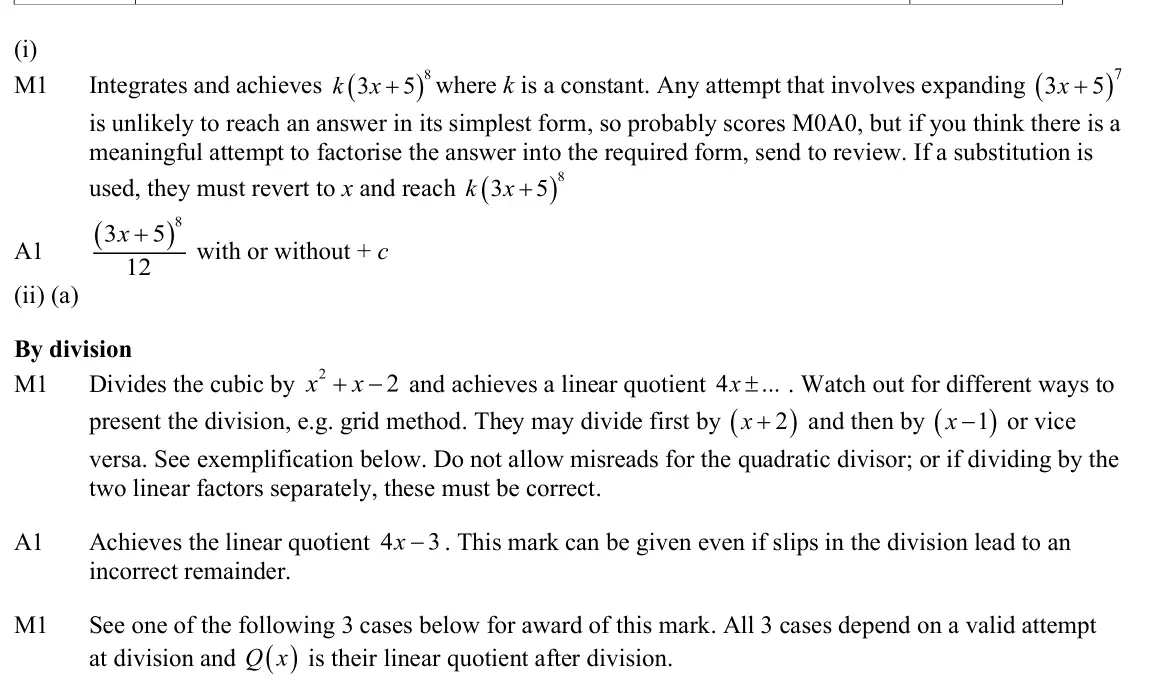 (i)
M1 Integrates and achieves k(3x+5)⁸ where k is a constant. Any attempt that involves expanding (3x+5)⁷
is unlikely to reach an answer in its simplest form, so probably scores M0A0, but if you think there is a
meaningful attempt to factorise the answer into the required form, send to review. If a substitution is
used, they must revert to x and reach k(3x+5)⁸
A1 (3x+5)⁸/12 with or without + c
(ii) (a)
By division
M1 Divides the cubic by x² + x − 2 and achieves a linear quotient 4x ± ... . Watch out for different ways to
present the division, e.g. grid method. They may divide first by (x+2) and then by (x−1) or vice
versa. See exemplification below. Do not allow misreads for the quadratic divisor; or if dividing by the
two linear factors separately, these must be correct.
A1 Achieves the linear quotient 4x − 3. This mark can be given even if slips in the division lead to an
incorrect remainder.
M1 See one of the following 3 cases below for award of this mark. All 3 cases depend on a valid attempt
at division and Q(x) is their linear quotient after division.